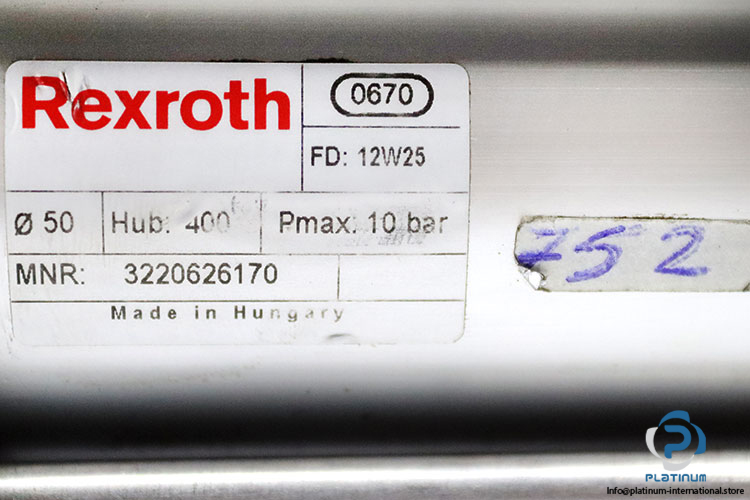 Rexroth
0670
FD: 12W25
Ø 50
Hub: 400
Pmax: 10 bar
MNR: 3220626170
Made in Hungary
752
PLATINUM
Info@platinum-international.store